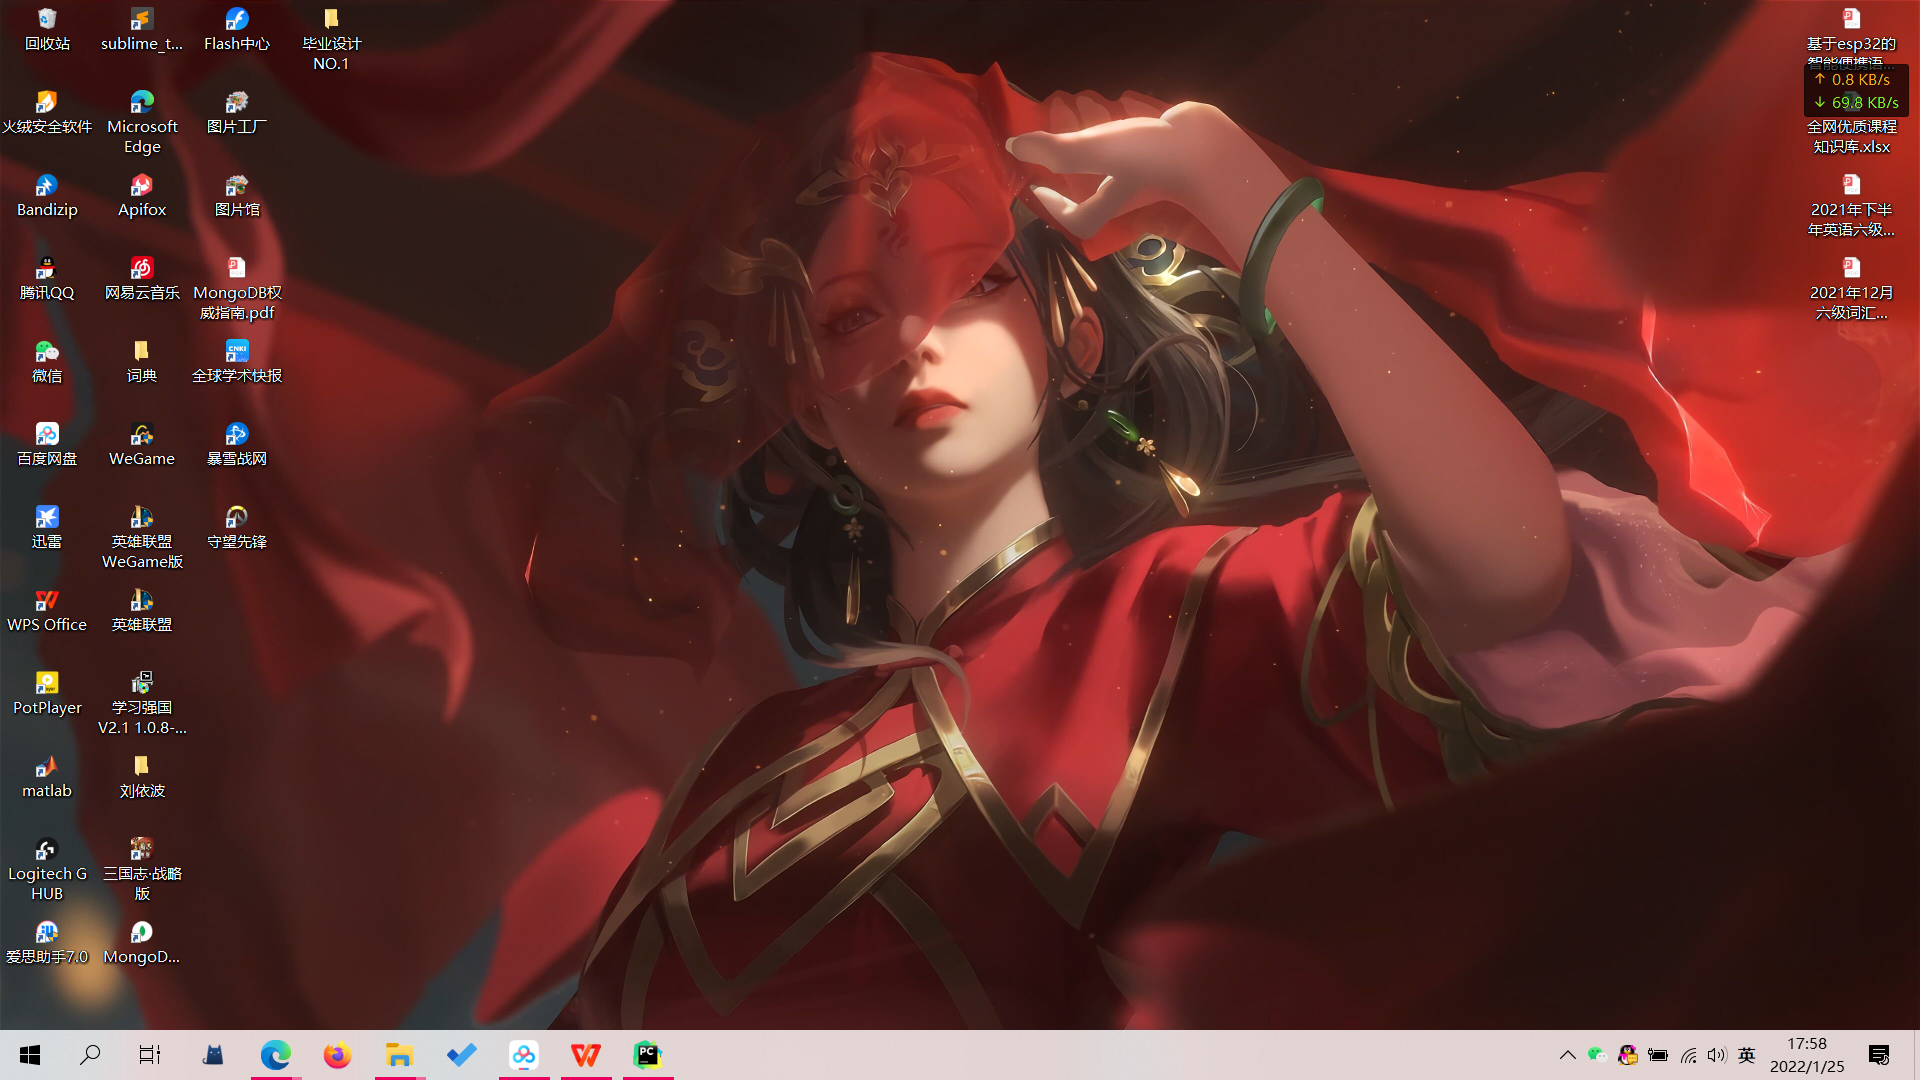 回收站
sublime_t...
Flash中心
毕业设计
NO.1
火绒安全软件
Microsoft
Edge
图片工厂
Bandizip
Apifox
图片馆
腾讯QQ
网易云音乐
MongoDB权
威指南.pdf
微信
词典
CNKI
全球学术快报
百度网盘
WeGame
暴雪战网
迅雷
英雄联盟
WeGame版
守望先锋
WPS Office
英雄联盟
PotPlayer
学习强国
V2.1 1.0.8-...
matlab
刘依波
Logitech G
HUB
三国志·战略
版
爱思助手7.0
MongoD...
基于esp32的
智能便携语...
↑ 0.8 KB/s
↓ 69.8 KB/s
全网优质课程
知识库.xlsx
2021年下半
年英语六级...
2021年12月
六级词汇...
PC
英
17:58
2022/1/25